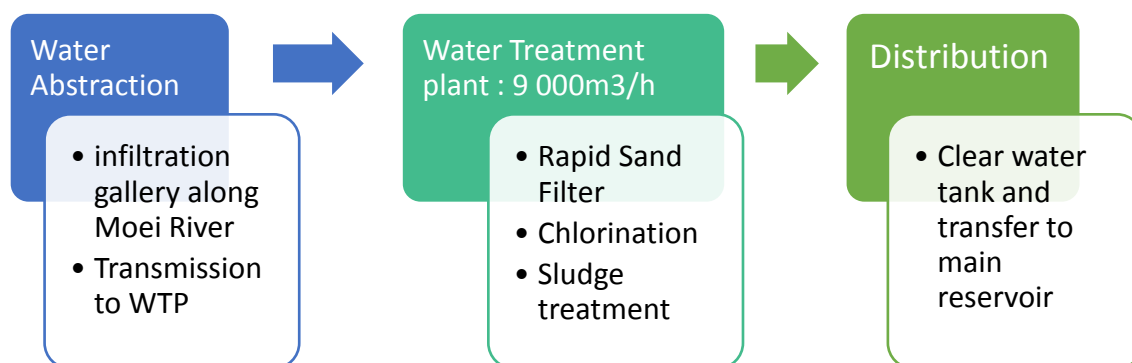 Water
Abstraction
• infiltration
gallery along
Moei River
• Transmission
to WTP
Water Treatment
plant : 9 000m3/h
• Rapid Sand
Filter
• Chlorination
• Sludge
treatment
Distribution
• Clear water
tank and
transfer to
main
reservoir